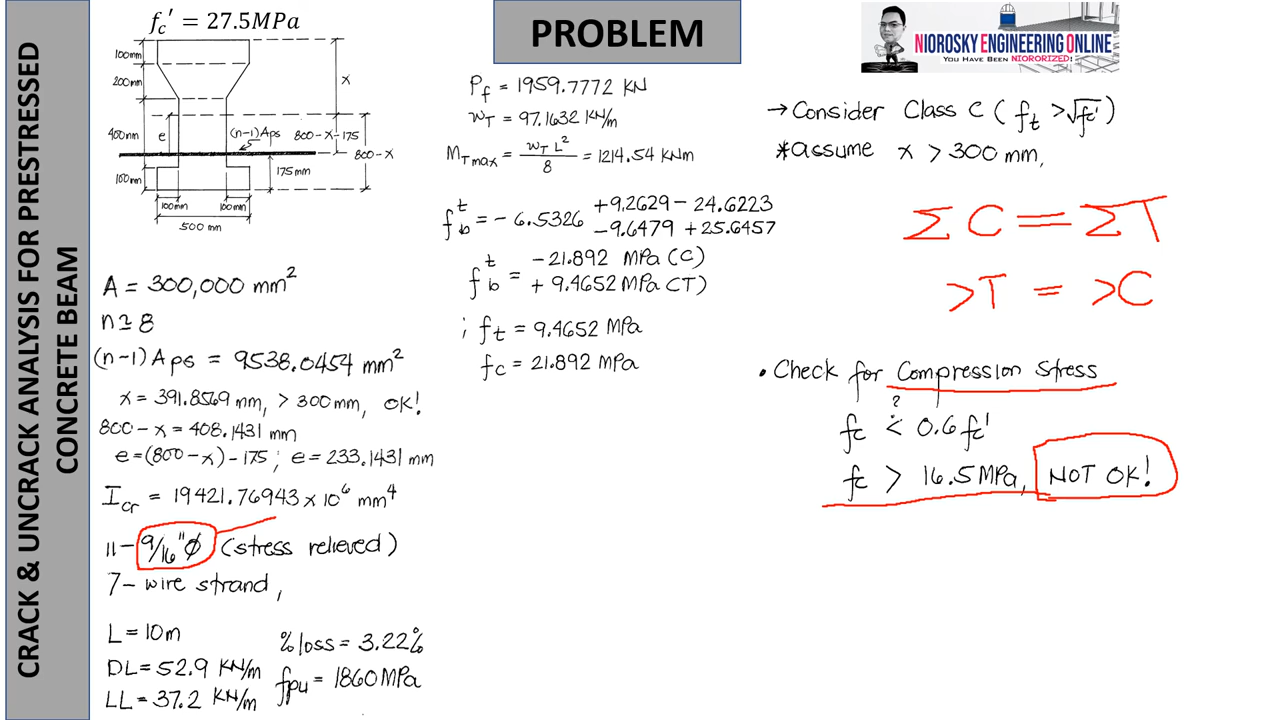 CRACK & UNCRACK ANALYSIS FOR PRESTRESSED
CONCRETE BEAM
fc' = 27.5MPa
100mm
200mm
400mm
100mm
x
e
(n-1)Aps
800-x-175
800-x
175 mm
100mm
100mm
500 mm
A = 300,000 mm²
n ≃ 8
(n-1) Aps = 9538.0454 mm²
x = 391.8569 mm, > 300 mm, OK!
800 - x = 408.1431 mm
e = (800-x) - 175 ; e = 233.1431 mm
Icr = 19421.76943 x 10⁶ mm⁴
11- 9/16"φ (stress relieved)
7- wire strand,
L = 10m
DL = 52.9 KN/m
LL = 37.2 KN/m
% loss = 3.22%
fpu = 1860MPa
PROBLEM
Pf = 1959.7772 KN
wT = 97.1632 KN/m
MTmax = wT L² / 8 = 1214.54 KNm
f t b = - 6.5326 +9.2629 - 24.6223
-9.6479 + 25.6457
f t b = - 21.892 MPa (C)
+ 9.4652 MPa (T)
; ft = 9.4652 MPa
fc = 21.892 MPa
NIOROSKY ENGINEERING ONLINE
YOU HAVE BEEN NIORORIZED!
→ Consider Class C ( ft > √fc' )
*assume x > 300 mm,
Σ C = Σ T
>T = >C
• Check for Compression Stress
?
fc < 0.6 fc'
fc > 16.5 MPa, NOT OK!